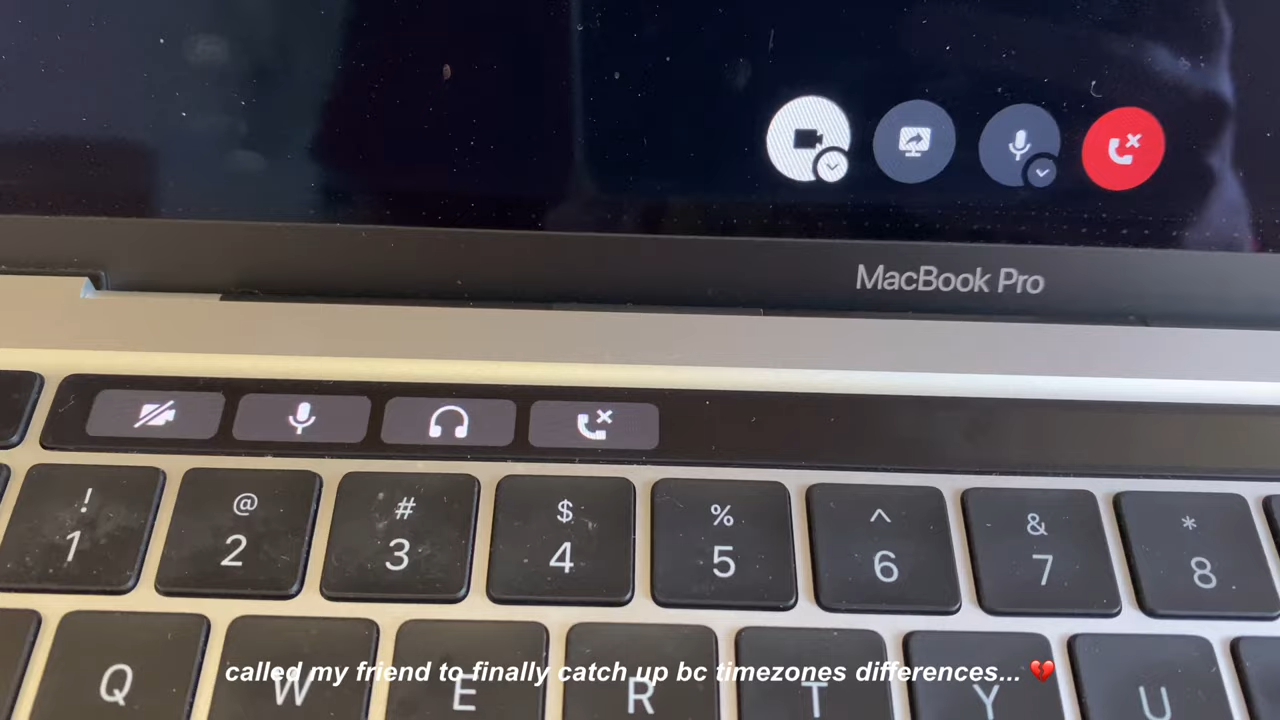 MacBook Pro
! @ # $ % ^ & *
1 2 3 4 5 6 7 8
Q W E R T Y U
called my friend to finally catch up bc timezones differences... 💔